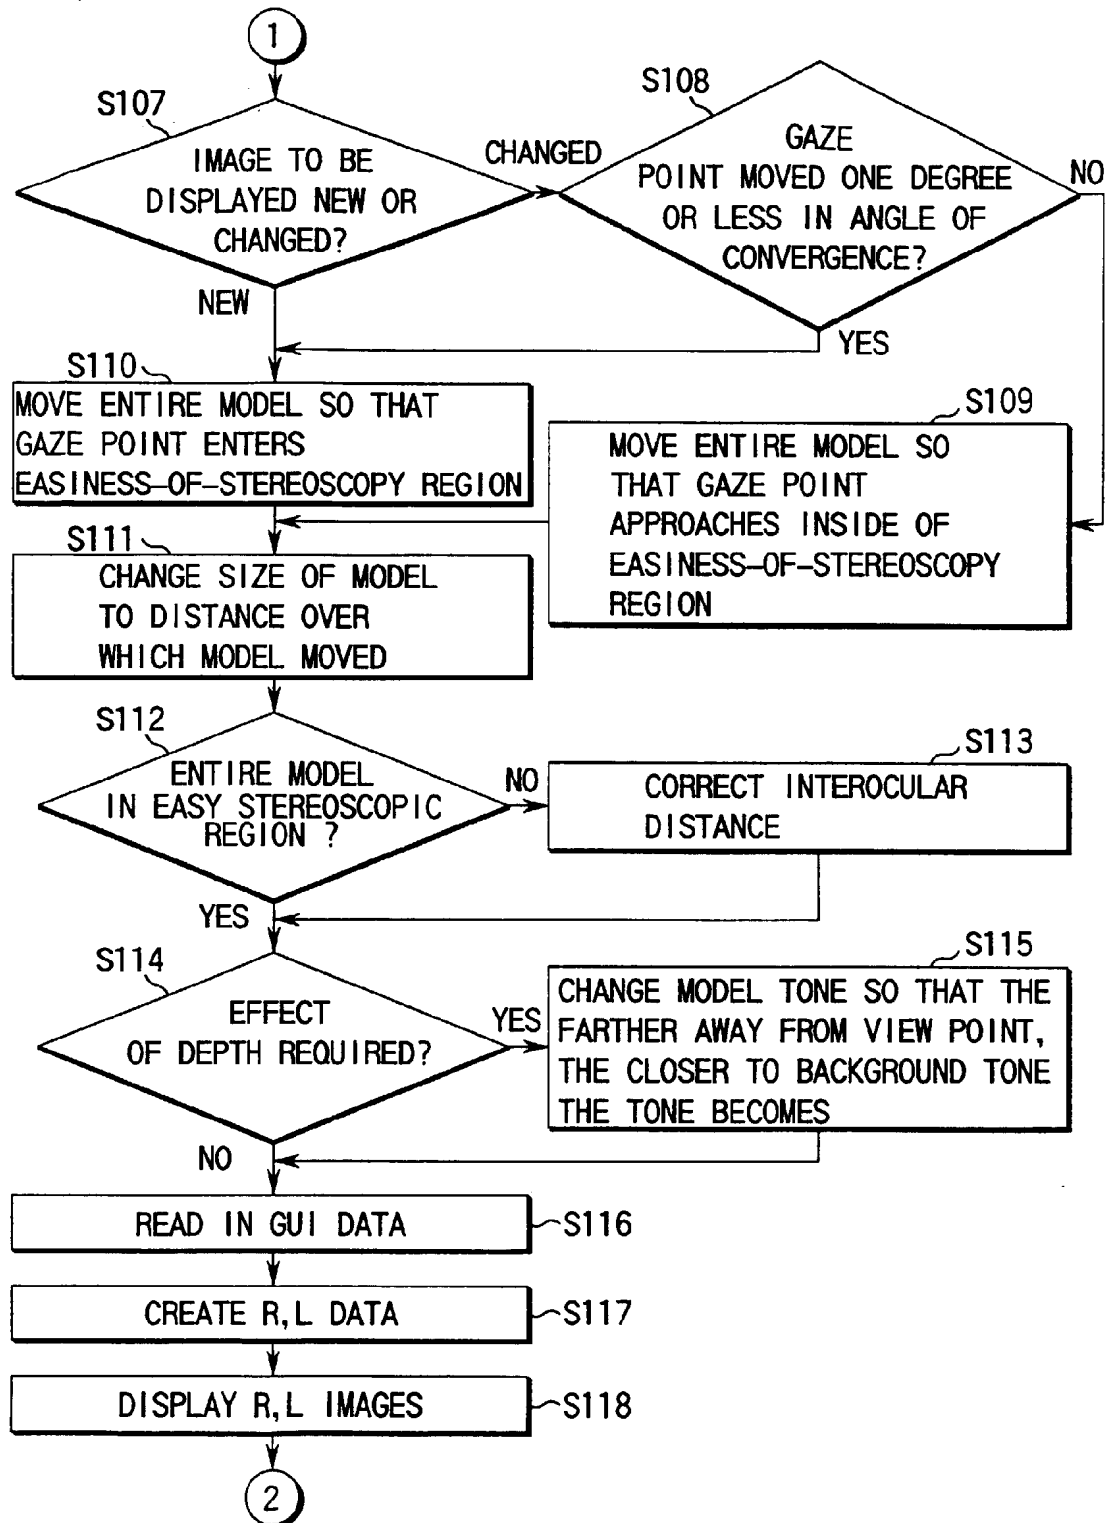 1
S107
IMAGE TO BE
DISPLAYED NEW OR
CHANGED?
CHANGED
NEW
S108
GAZE
POINT MOVED ONE DEGREE
OR LESS IN ANGLE OF
CONVERGENCE?
NO
YES
S110
MOVE ENTIRE MODEL SO THAT
GAZE POINT ENTERS
EASINESS-OF-STEREOSCOPY REGION
S109
MOVE ENTIRE MODEL SO
THAT GAZE POINT
APPROACHES INSIDE OF
EASINESS-OF-STEREOSCOPY
REGION
S111
CHANGE SIZE OF MODEL
TO DISTANCE OVER
WHICH MODEL MOVED
S112
ENTIRE MODEL
IN EASY STEREOSCOPIC
REGION ?
NO
YES
S113
CORRECT INTEROCULAR
DISTANCE
S114
EFFECT
OF DEPTH REQUIRED?
YES
NO
S115
CHANGE MODEL TONE SO THAT THE
FARTHER AWAY FROM VIEW POINT,
THE CLOSER TO BACKGROUND TONE
THE TONE BECOMES
READ IN GUI DATA
S116
CREATE R,L DATA
S117
DISPLAY R,L IMAGES
S118
2